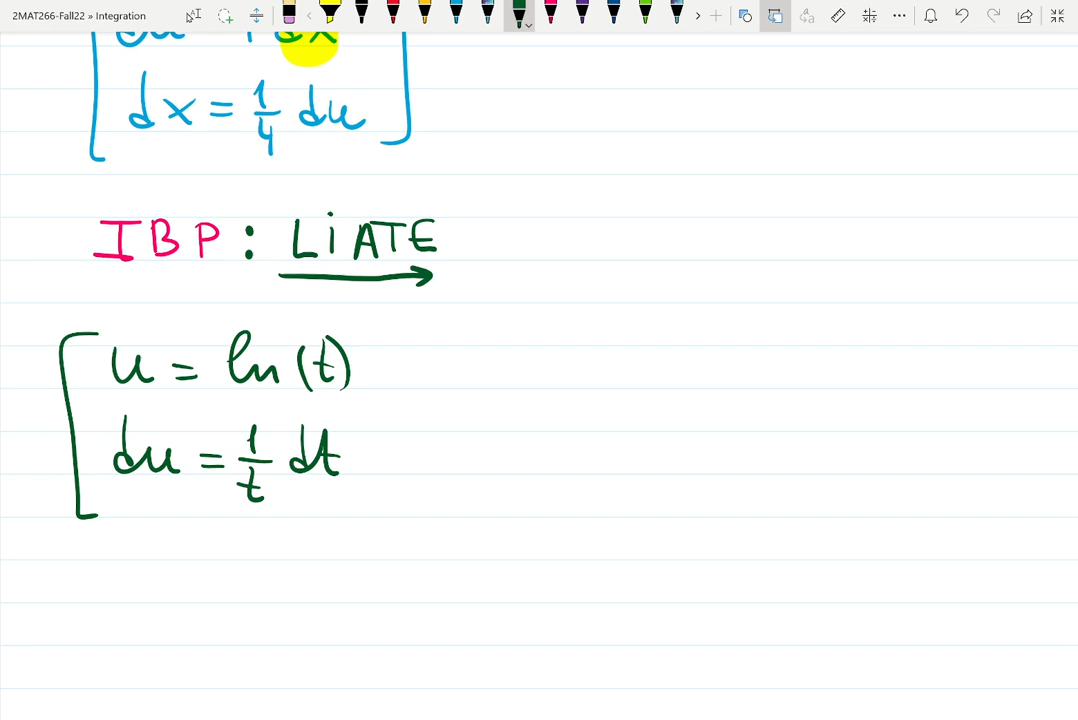 2MAT266-Fall22 » Integration
dx = 1/4 du
IBP : LiATE
u = ln(t)
du = 1/t dt